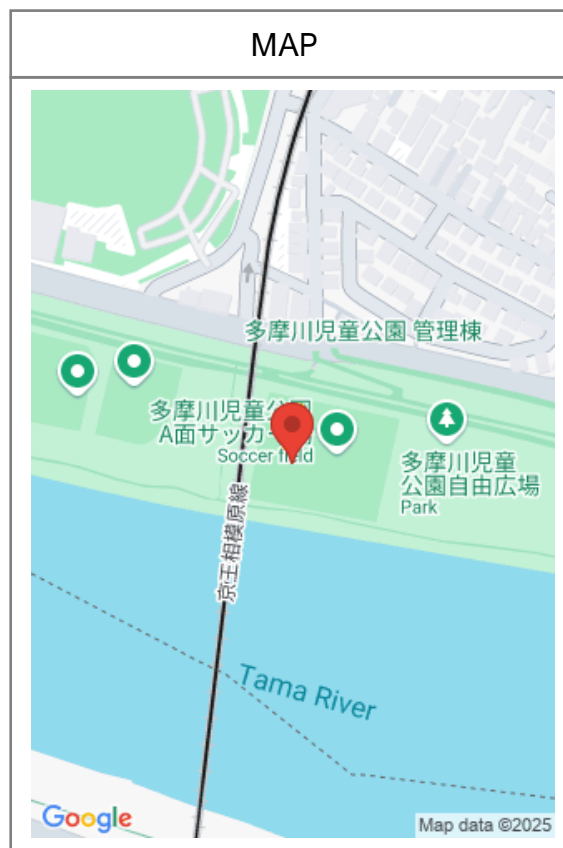 MAP
多摩川児童公園 管理棟
多摩川児童公園
A面サッカー
Soccer field
多摩川児童
公園自由広場
Park
京王相模原線
Tama River
Google
Map data ©2025